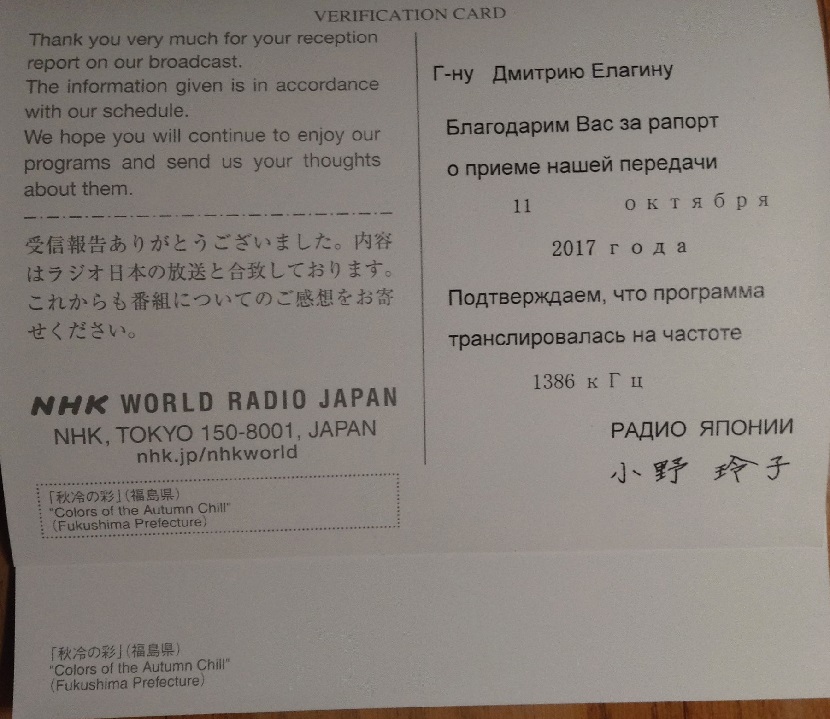 VERIFICATION CARD
Thank you very much for your reception
report on our broadcast.
The information given is in accordance
with our schedule.
We hope you will continue to enjoy our
programs and send us your thoughts
about them.
受信報告ありがとうございました。内容
はラジオ日本の放送と合致しております。
これからも番組についてのご感想をお寄
せください。
NHK WORLD RADIO JAPAN
NHK, TOKYO 150-8001, JAPAN
nhk.jp/nhkworld
「秋冷の彩」(福島県)
"Colors of the Autumn Chill"
(Fukushima Prefecture)
Г-ну Дмитрию Елагину
Благодарим Вас за рапорт
о приеме нашей передачи
11 октября
2017 года
Подтверждаем, что программа
транслировалась на частоте
1386 кГц
РАДИО ЯПОНИИ
小野 玲子
「秋冷の彩」(福島県)
"Colors of the Autumn Chill"
(Fukushima Prefecture)